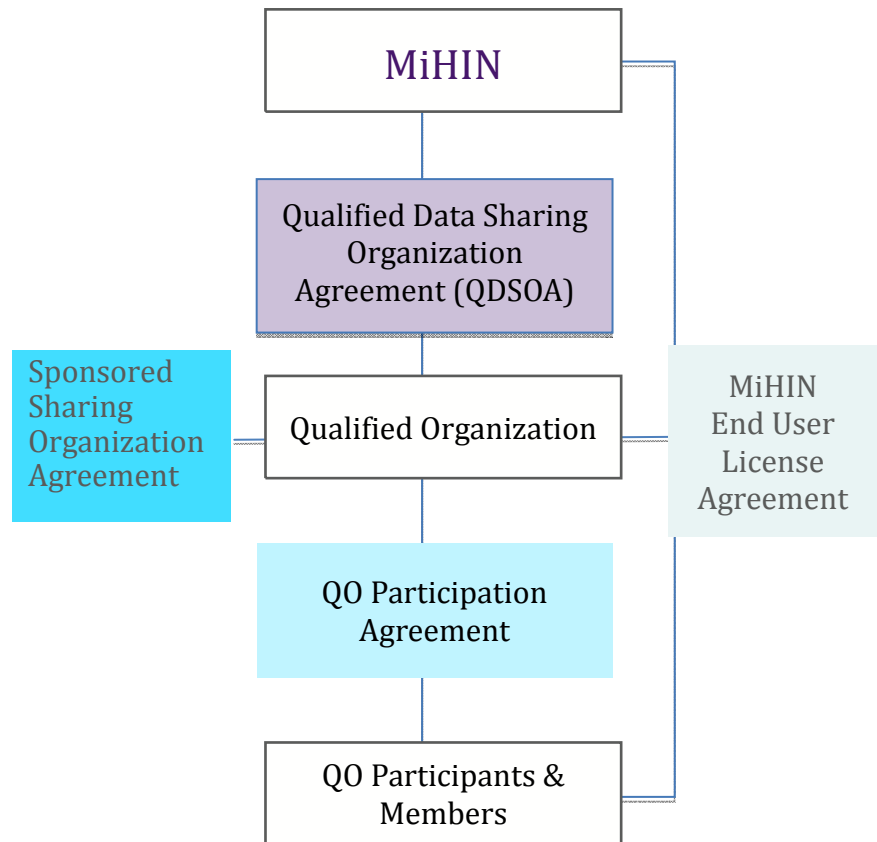 MiHIN
Qualified Data Sharing
Organization
Agreement (QDSOA)
Sponsored
Sharing
Organization
Agreement
Qualified Organization
MiHIN
End User
License
Agreement
QO Participation
Agreement
QO Participants &
Members